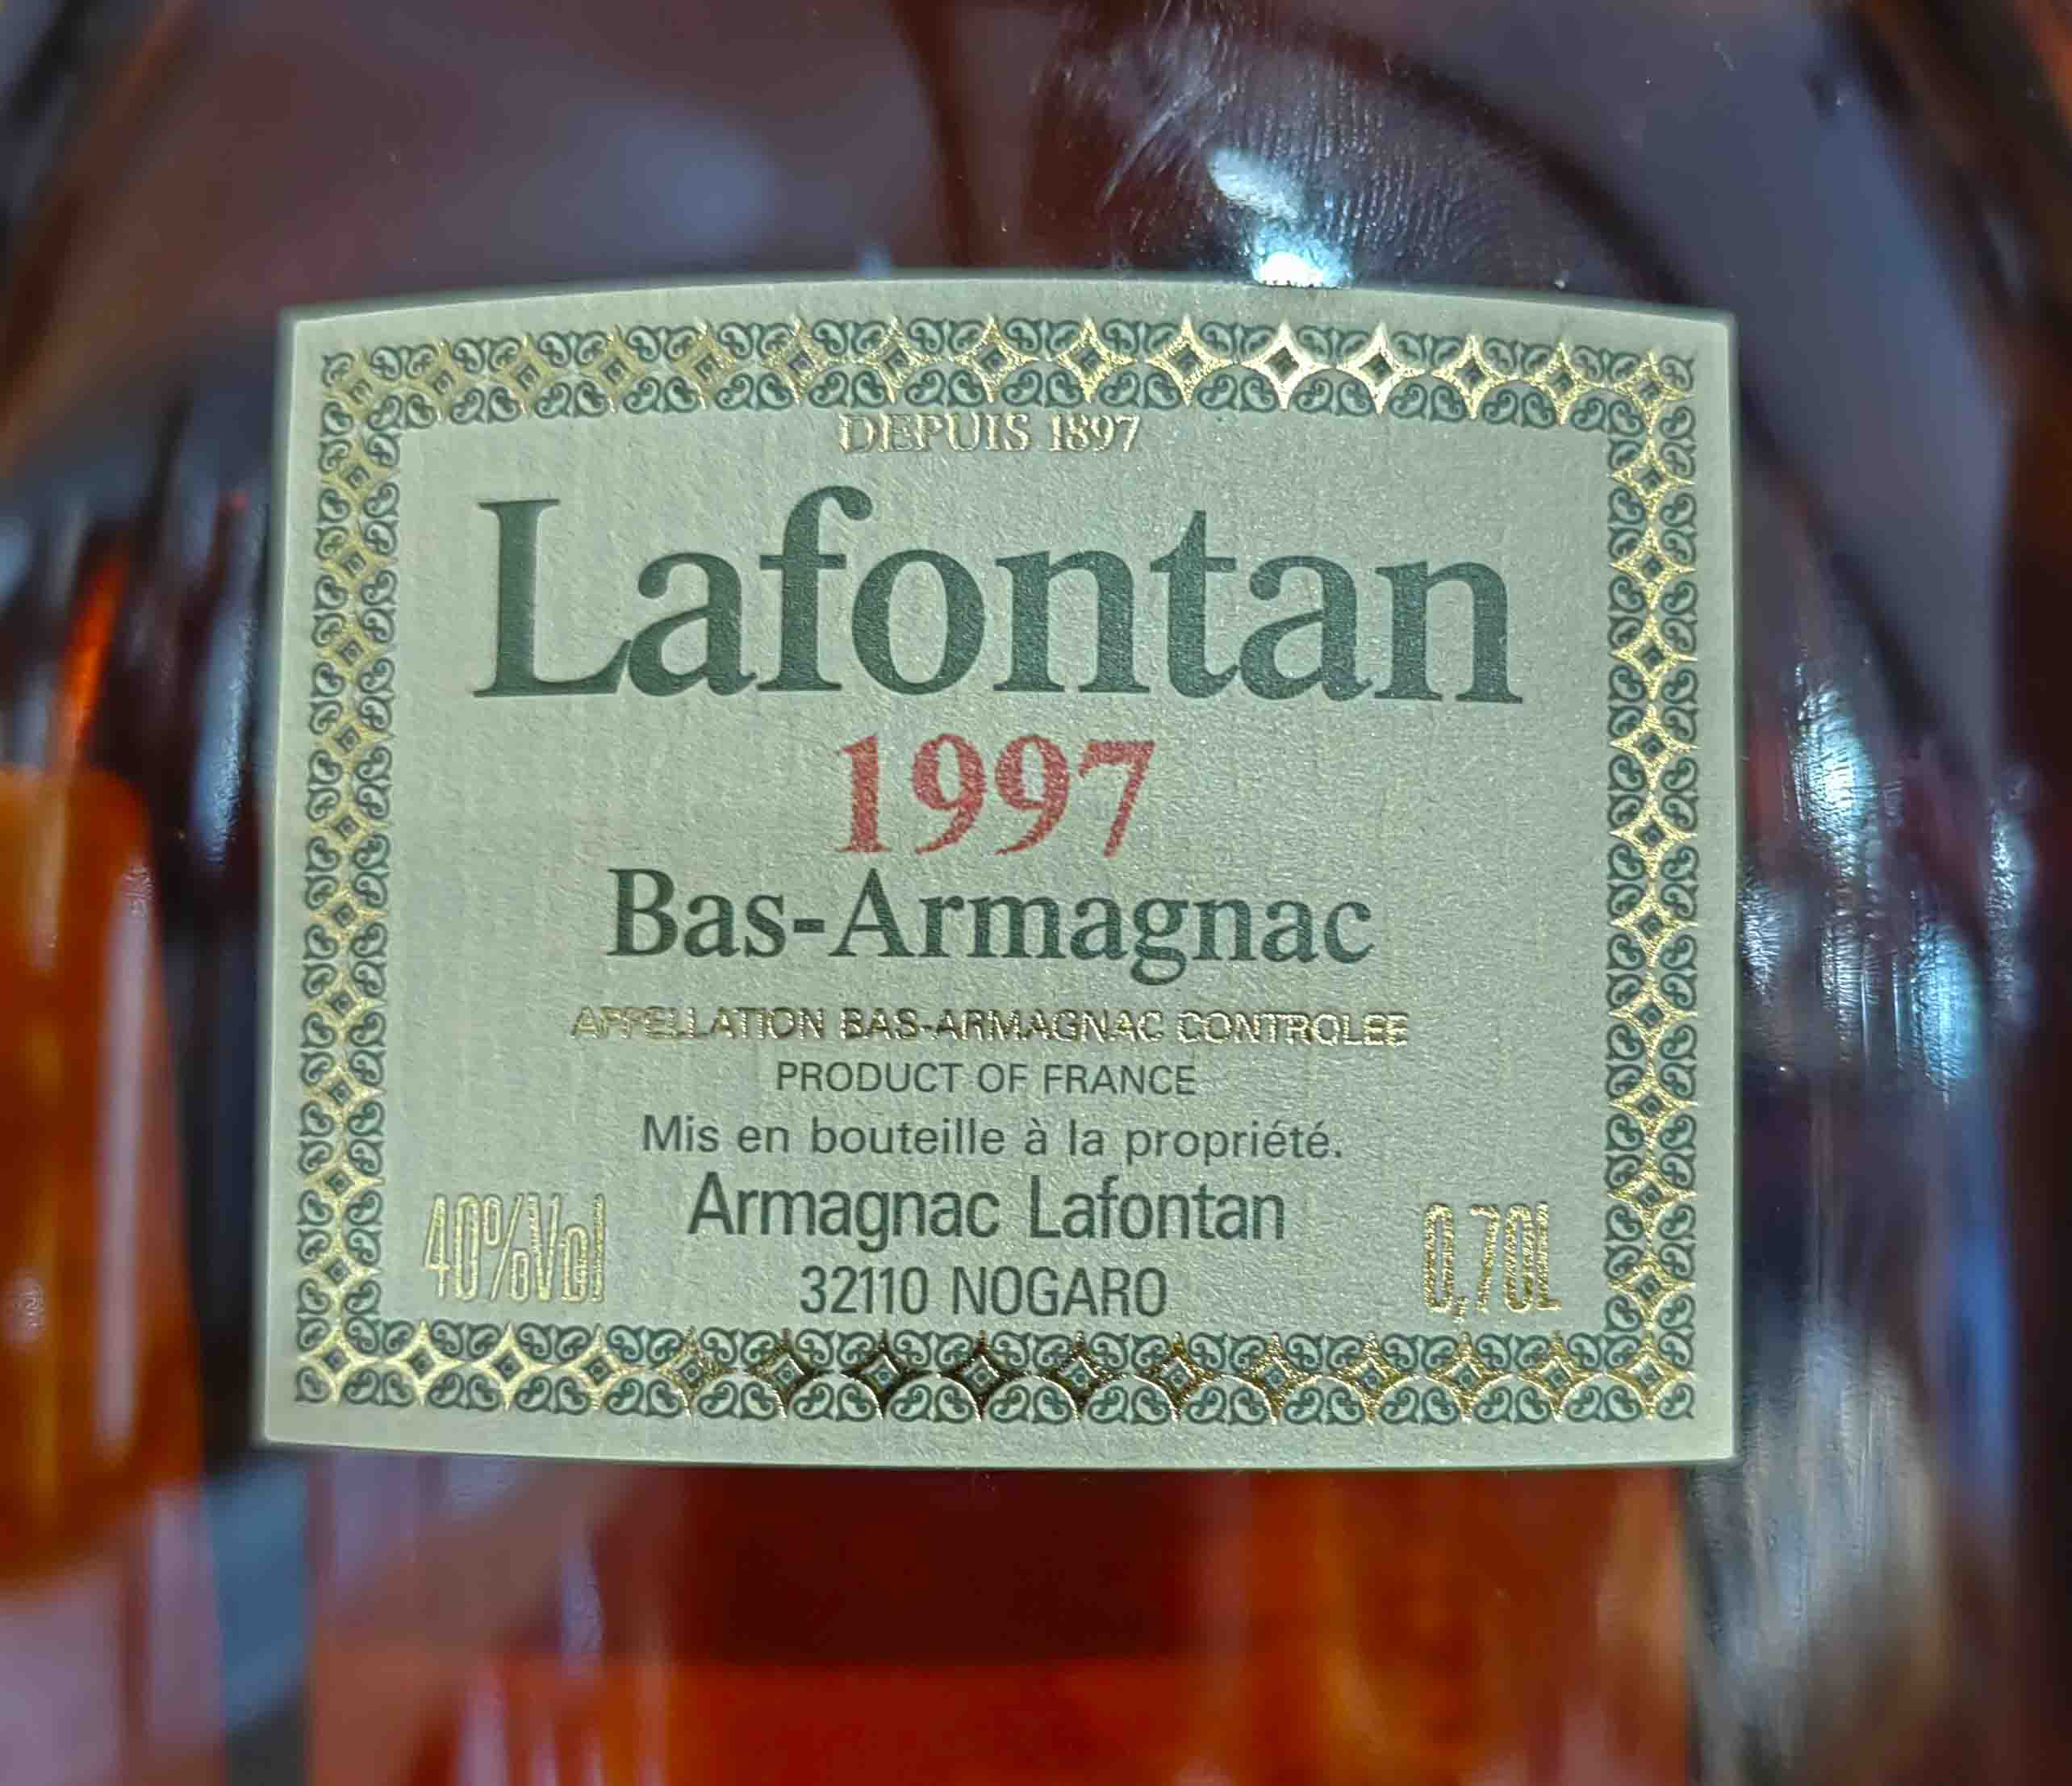 DEPUIS 1897
Lafontan
1997
Bas-Armagnac
APPELLATION BAS-ARMAGNAC CONTROLEE
PRODUCT OF FRANCE
Mis en bouteille à la propriété.
Armagnac Lafontan
40%Vol
0,70L
32110 NOGARO